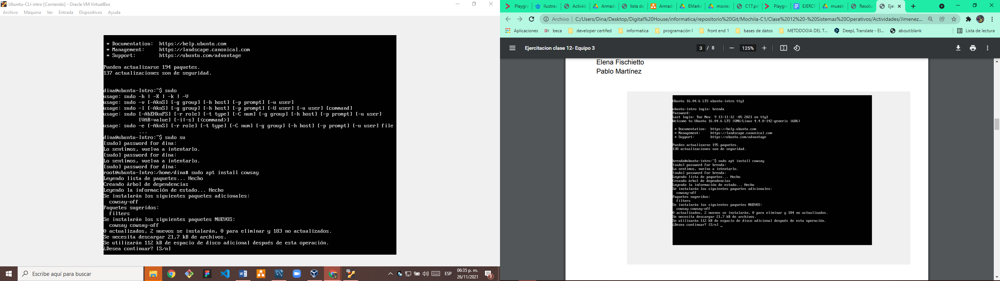 Ubuntu-CLI-intro [Corriendo] - Oracle VM VirtualBox
Archivo Máquina Ver Entrada Dispositivos Ayuda
* Documentation: https://help.ubuntu.com
* Management: https://landscape.canonical.com
* Support: https://ubuntu.com/advantage
Pueden actualizarse 194 paquetes.
137 actualizaciones son de seguridad.
dina@ubuntu-Intro:~$ sudo
usage: sudo -h | -K | -k | -V
usage: sudo -v [-AknS] [-g group] [-h host] [-p prompt] [-u user]
usage: sudo -l [-AknS] [-g group] [-h host] [-p prompt] [-U user] [-u user] [command]
usage: sudo [-AbEHknPS] [-r role] [-t type] [-C num] [-g group] [-h host] [-p prompt] [-u user]
[VAR=value] [-i|-s] [<command>]
usage: sudo -e [-AknS] [-r role] [-t type] [-C num] [-g group] [-h host] [-p prompt] [-u user] file
...
dina@ubuntu-Intro:~$ sudo su
[sudo] password for dina:
Lo sentimos, vuelva a intentarlo.
[sudo] password for dina:
Lo sentimos, vuelva a intentarlo.
[sudo] password for dina:
root@ubuntu-Intro:/home/dina# sudo apt install cowsay
Leyendo lista de paquetes... Hecho
Creando árbol de dependencias
Leyendo la información de estado... Hecho
Se instalarán los siguientes paquetes adicionales:
cowsay-off
Paquetes sugeridos:
filters
Se instalarán los siguientes paquetes NUEVOS:
cowsay cowsay-off
0 actualizados, 2 nuevos se instalarán, 0 para eliminar y 183 no actualizados.
Se necesita descargar 21,7 kB de archivos.
Se utilizarán 112 kB de espacio de disco adicional después de esta operación.
¿Desea continuar? [S/n]
Escribe aquí para buscar
ESP
06:35 p. m.
26/11/2021
3
Playgro Ilustrac Activid Armado lista de Armado EMarke movies C17.pd Playgro EJERCIT muestr Resoluc Ejer
Archivo | C:/Users/Dina/Desktop/Digital%20House/informatica/repositorio%20Git/Mochila-C1/Clase%2012%20-%20Sistemas%20Operativos/Actividades/Jimenez...
Aplicaciones DH beca developer certifed informatica programación I front end 1 bases de datos METODOGIA DEL T... DeepL Translate - El... about:blank Lista de lectura
Ejercitacion clase 12- Equipo 3
3 / 8
125%
Elena Fischietto
Pablo Martínez
Ubuntu 16.04.6 LTS ubuntu-intro tty1
ubuntu-intro login: brenda
Password:
Last login: Tue Nov 9 13:11:12 -05 2021 on tty1
Welcome to Ubuntu 16.04.6 LTS (GNU/Linux 4.4.0-142-generic i686)
* Documentation: https://help.ubuntu.com
* Management: https://landscape.canonical.com
* Support: https://ubuntu.com/advantage
Pueden actualizarse 195 paquetes.
138 actualizaciones son de seguridad.
brenda@ubuntu-intro:~$ sudo apt install cowsay
[sudo] password for brenda:
Lo sentimos, vuelva a intentarlo.
[sudo] password for brenda:
Leyendo lista de paquetes... Hecho
Creando árbol de dependencias
Leyendo la información de estado... Hecho
Se instalarán los siguientes paquetes adicionales:
cowsay-off
Paquetes sugeridos:
filters
Se instalarán los siguientes paquetes NUEVOS:
cowsay cowsay-off
0 actualizados, 2 nuevos se instalarán, 0 para eliminar y 184 no actualizados.
Se necesita descargar 21,7 kB de archivos.
Se utilizarán 112 kB de espacio de disco adicional después de esta operación.
¿Desea continuar? [S/n] _